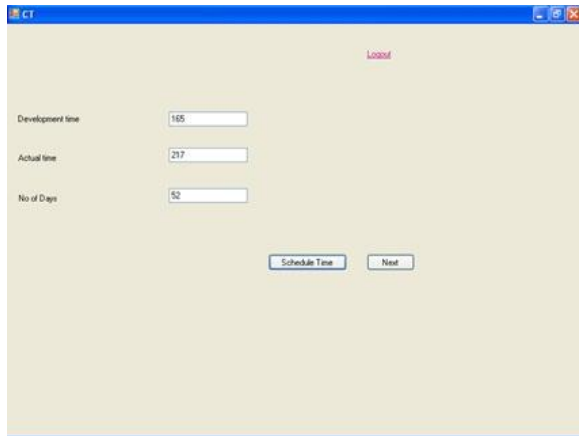 CT
Logout
Development time 165
Actual time 217
No of Days 52
Schedule Time Next